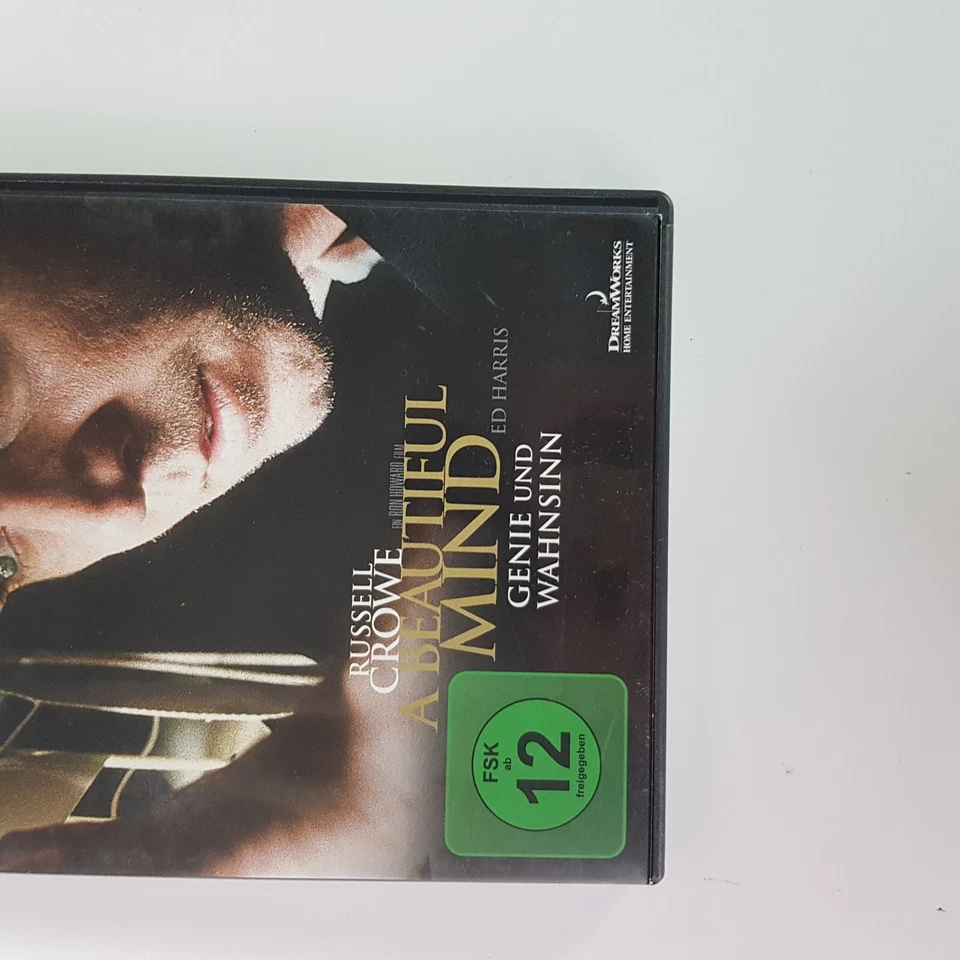 RUSSELL
CROWE
EIN RON HOWARD FILM
A BEAUTIFUL
MIND
ED HARRIS
GENIE UND
WAHNSINN
FSK
ab
12
freigegeben
DREAMWORKS
HOME ENTERTAINMENT